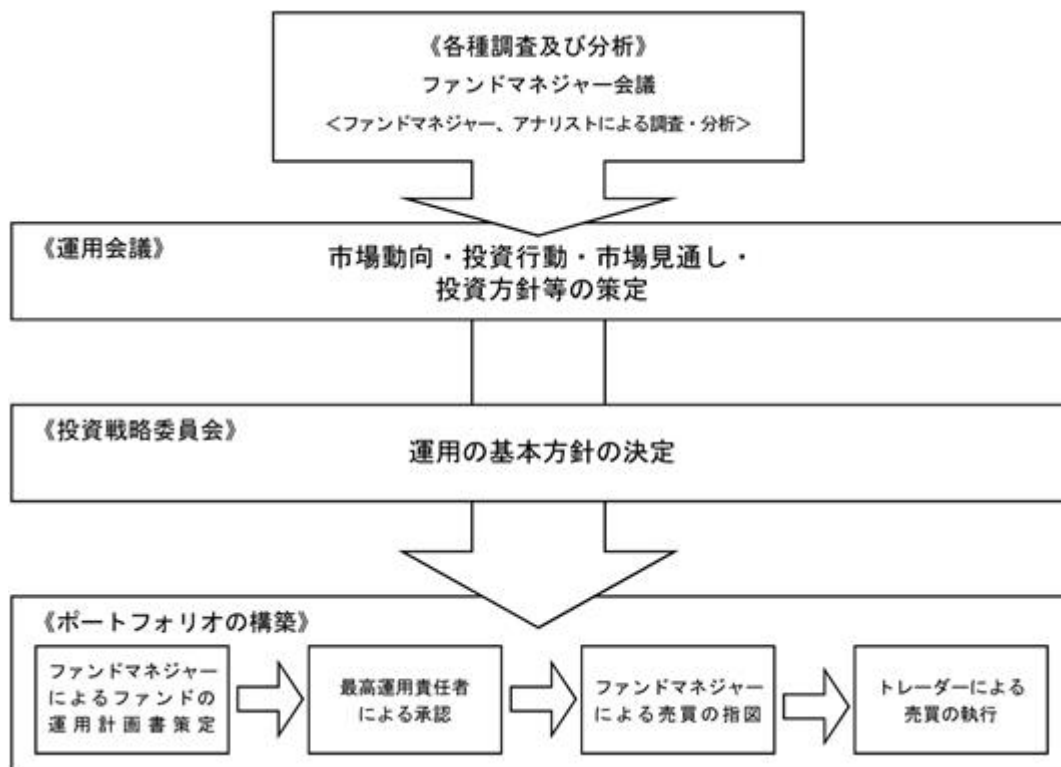 《各種調査及び分析》
ファンドマネジャー会議
<ファンドマネジャー、アナリストによる調査・分析>
《運用会議》
市場動向・投資行動・市場見通し・
投資方針等の策定
《投資戦略委員会》
運用の基本方針の決定
《ポートフォリオの構築》
ファンドマネジャー
によるファンドの
運用計画書策定
最高運用責任者
による承認
ファンドマネジャー
による売買の指図
トレーダーによる
売買の執行